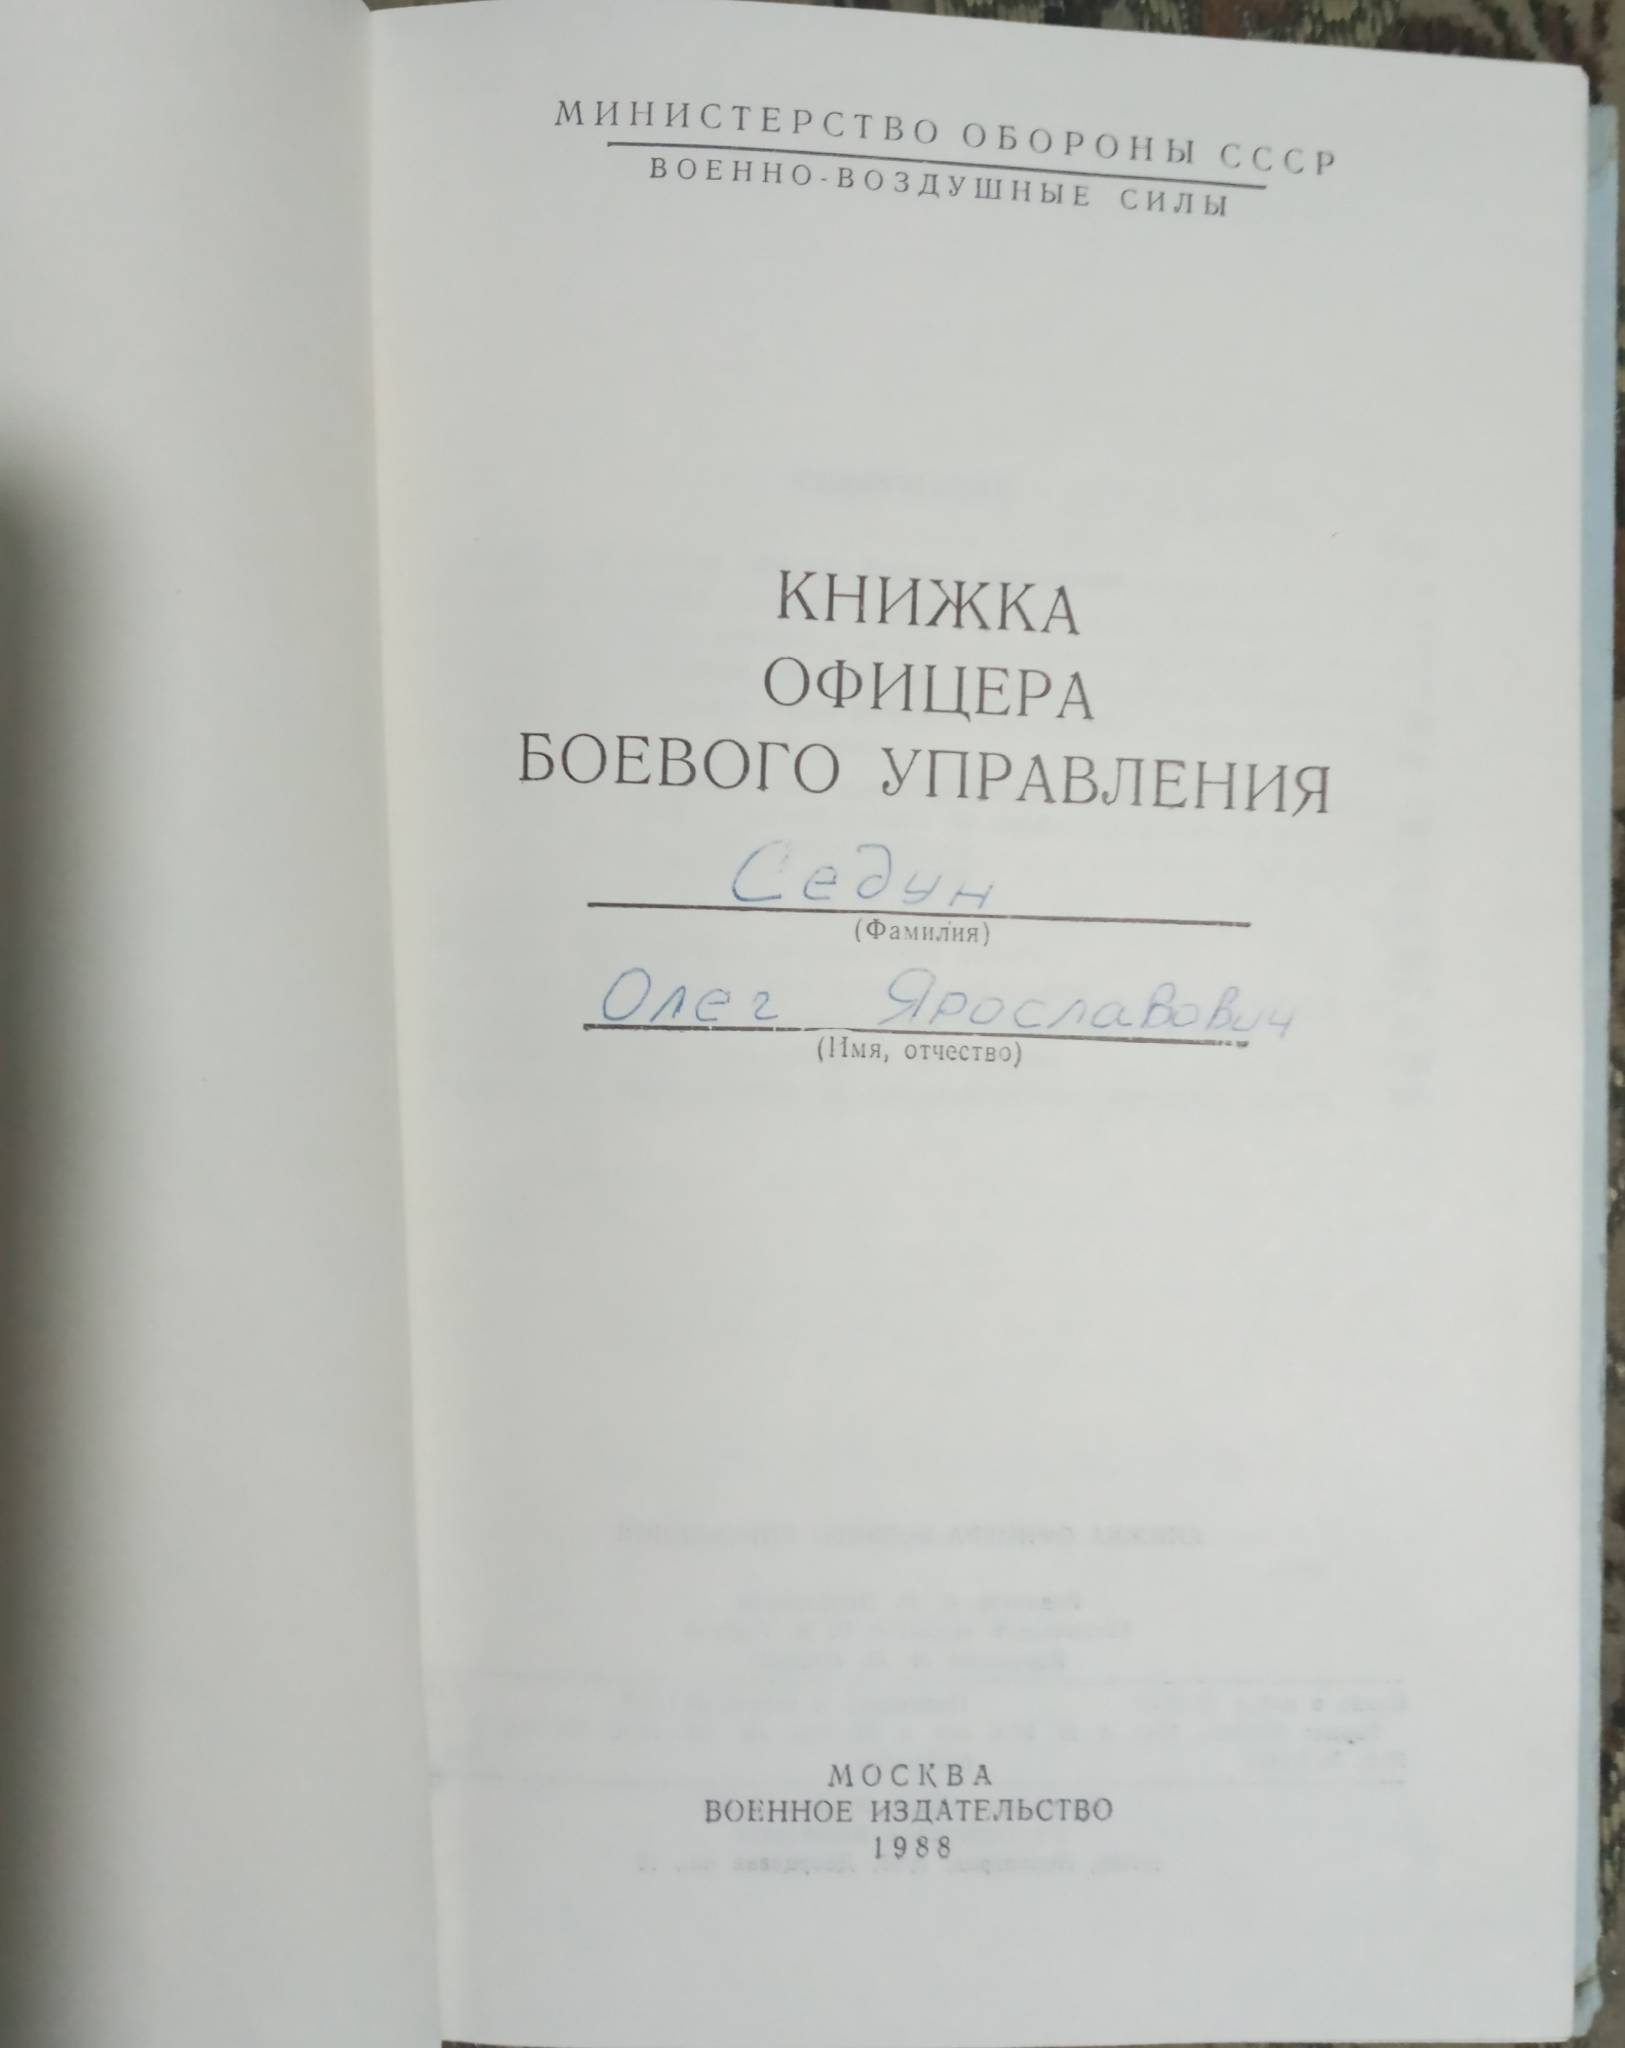 МИНИСТЕРСТВО ОБОРОНЫ СССР
ВОЕННО-ВОЗДУШНЫЕ СИЛЫ
КНИЖКА
ОФИЦЕРА
БОЕВОГО УПРАВЛЕНИЯ
Седун
(Фамилия)
Олег Ярославович
(Имя, отчество)
МОСКВА
ВОЕННОЕ ИЗДАТЕЛЬСТВО
1988